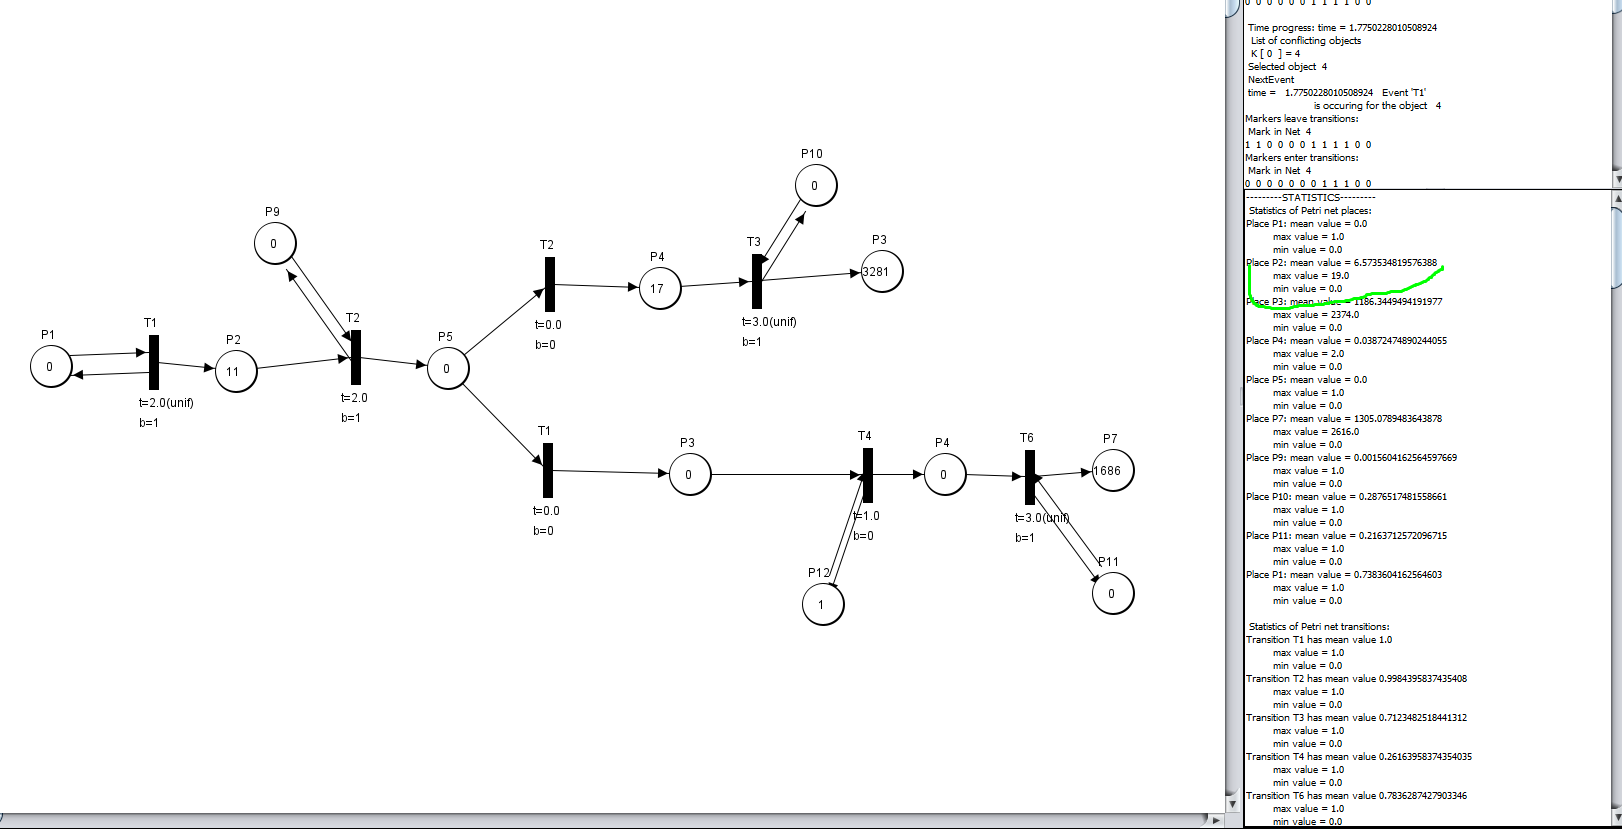 P10
0
P9
0
T2
T3
P3
P4
3281
17
t=0.0
b=0
t=3.0(unif)
b=1
P1
T1
P2
T2
P5
0
11
0
t=2.0(unif)
b=1
t=2.0
b=1
T1
P3
T4
P4
T6
P7
0
0
1686
t=0.0
b=0
t=1.0
b=0
t=3.0(unif)
b=1
P12
P11
1
0
0 0 0 0 0 0 1 1 1 1 0 0
Time progress: time = 1.7750228010508924
List of conflicting objects
K [ 0 ] = 4
Selected object 4
NextEvent
time = 1.7750228010508924 Event 'T1'
is occuring for the object 4
Markers leave transitions:
Mark in Net 4
1 1 0 0 0 0 1 1 1 1 0 0
Markers enter transitions:
Mark in Net 4
0 0 0 0 0 0 0 1 1 1 0 0
---------STATISTICS---------
Statistics of Petri net places:
Place P1: mean value = 0.0
max value = 1.0
min value = 0.0
Place P2: mean value = 6.573534819576388
max value = 19.0
min value = 0.0
Place P3: mean value = 1186.3449494191977
max value = 2374.0
min value = 0.0
Place P4: mean value = 0.03872474890244055
max value = 2.0
min value = 0.0
Place P5: mean value = 0.0
max value = 1.0
min value = 0.0
Place P7: mean value = 1305.0789483643878
max value = 2616.0
min value = 0.0
Place P9: mean value = 0.0015604162564597669
max value = 1.0
min value = 0.0
Place P10: mean value = 0.2876517481558661
max value = 1.0
min value = 0.0
Place P11: mean value = 0.2163712572096715
max value = 1.0
min value = 0.0
Place P1: mean value = 0.7383604162564603
max value = 1.0
min value = 0.0
Statistics of Petri net transitions:
Transition T1 has mean value 1.0
max value = 1.0
min value = 0.0
Transition T2 has mean value 0.9984395837435408
max value = 1.0
min value = 0.0
Transition T3 has mean value 0.7123482518441312
max value = 1.0
min value = 0.0
Transition T4 has mean value 0.26163958374354035
max value = 1.0
min value = 0.0
Transition T6 has mean value 0.7836287427903346
max value = 1.0
min value = 0.0